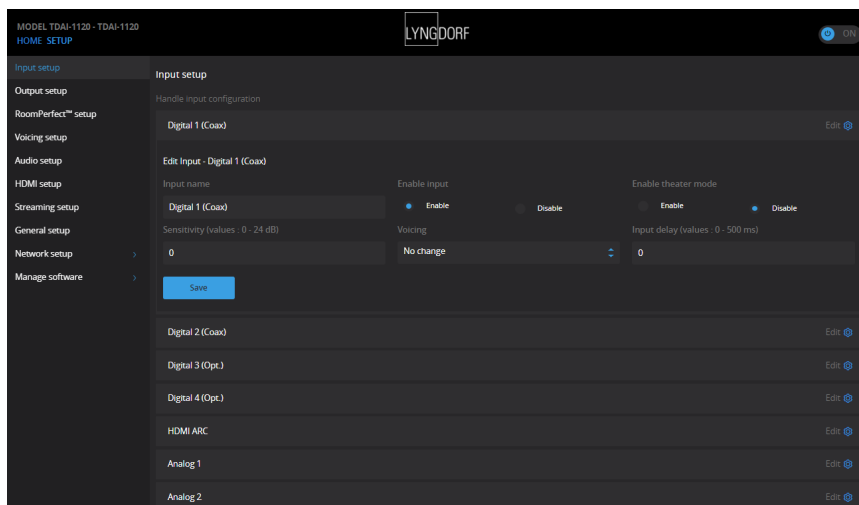 MODEL TDAI-1120 - TDAI-1120
HOME SETUP
LYNGDORF
ON
Input setup
Output setup
RoomPerfect™ setup
Voicing setup
Audio setup
HDMI setup
Streaming setup
General setup
Network setup
Manage software
Input setup
Handle input configuration
Digital 1 (Coax) Edit
Edit Input - Digital 1 (Coax)
Input name Enable input Enable theater mode
Digital 1 (Coax) Enable Disable Enable Disable
Sensitivity (values : 0 - 24 dB) Voicing Input delay (values : 0 - 500 ms)
0 No change 0
Save
Digital 2 (Coax) Edit
Digital 3 (Opt.) Edit
Digital 4 (Opt.) Edit
HDMI ARC Edit
Analog 1 Edit
Analog 2 Edit